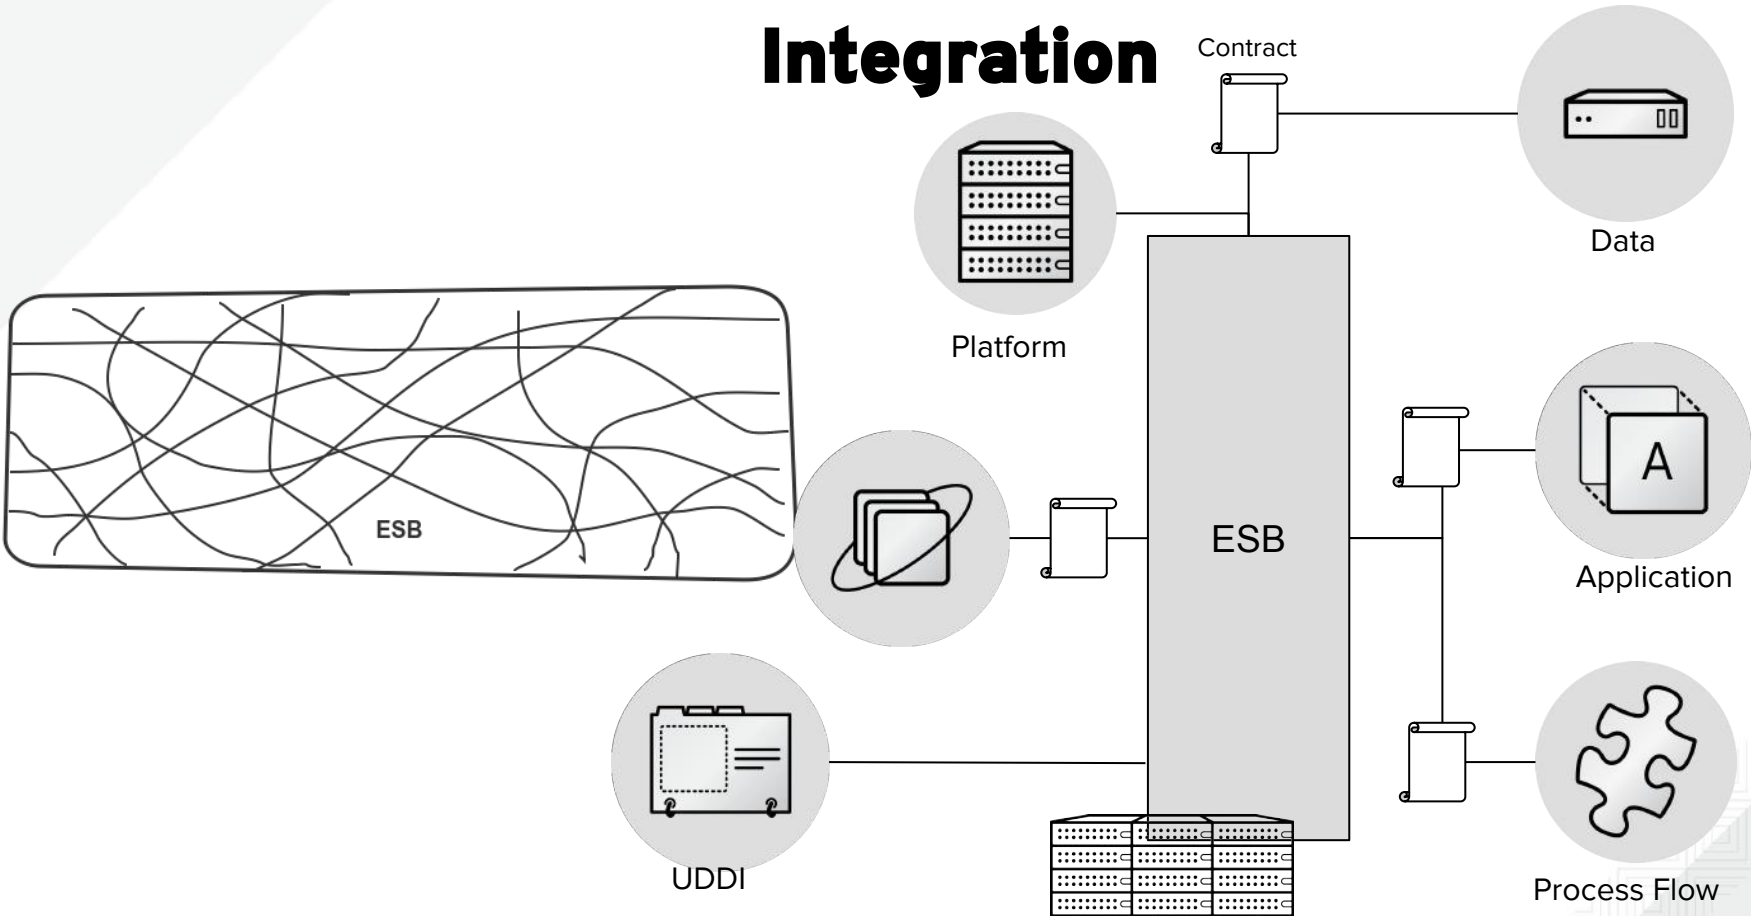 Integration
Contract
Data
Platform
ESB
ESB
A
Application
UDDI
Process Flow